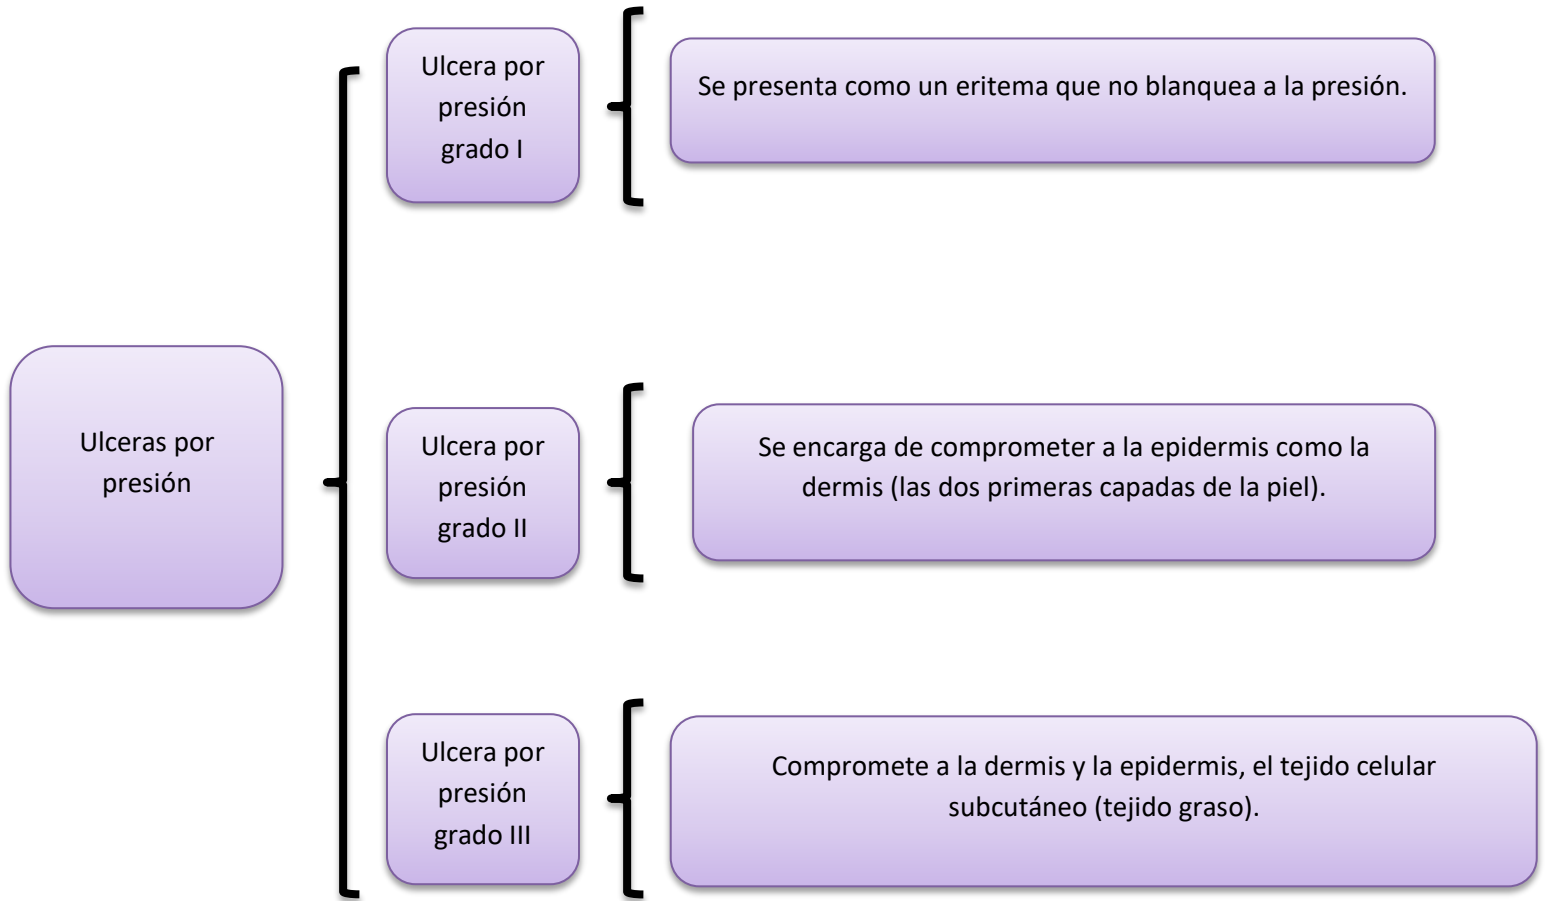 Ulcera por
presión
grado I
Se presenta como un eritema que no blanquea a la presión.
Ulceras por
presión
Ulcera por
presión
grado II
Se encarga de comprometer a la epidermis como la
dermis (las dos primeras capadas de la piel).
Ulcera por
presión
grado III
Compromete a la dermis y la epidermis, el tejido celular
subcutáneo (tejido graso).